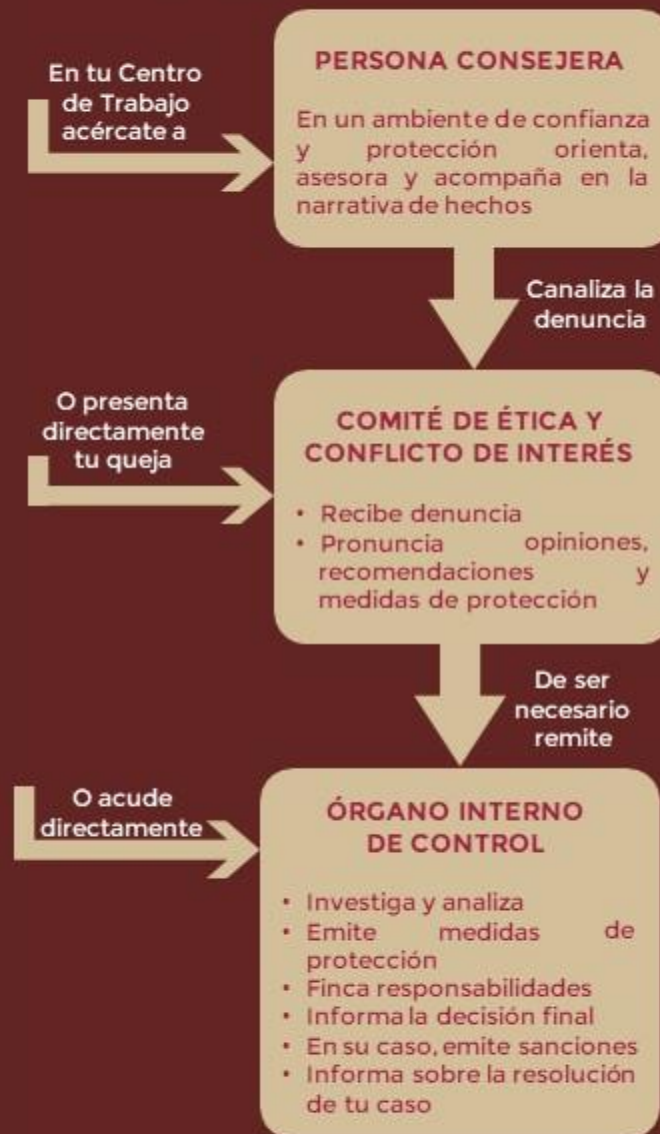 En tu Centro
de Trabajo
acércate a
PERSONA CONSEJERA
En un ambiente de confianza
y protección orienta,
asesora y acompaña en la
narrativa de hechos
Canaliza la
denuncia
O presenta
directamente
tu queja
COMITÉ DE ÉTICA Y
CONFLICTO DE INTERÉS
• Recibe denuncia
• Pronuncia opiniones,
recomendaciones y
medidas de protección
De ser
necesario
remite
O acude
directamente
ÓRGANO INTERNO
DE CONTROL
• Investiga y analiza
• Emite medidas de
protección
• Finca responsabilidades
• Informa la decisión final
• En su caso, emite sanciones
• Informa sobre la resolución
de tu caso